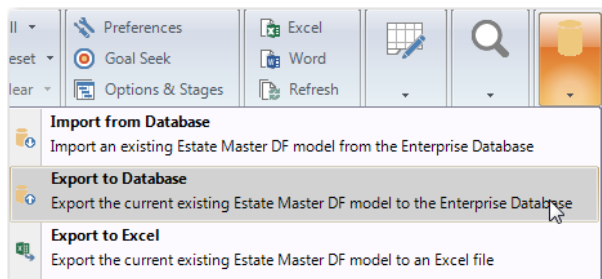 ll Preferences Excel
eset Goal Seek Word
lear Options & Stages Refresh
Import from Database
Import an existing Estate Master DF model from the Enterprise Database
Export to Database
Export the current existing Estate Master DF model to the Enterprise Database
Export to Excel
Export the current existing Estate Master DF model to an Excel file